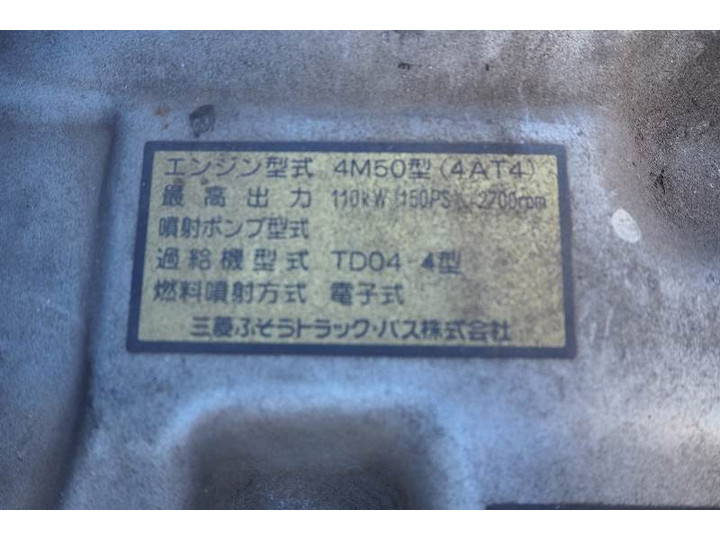 エンジン型式 4M50型(4AT4)
最高出力 110kW {150PS}/2700rpm
噴射ポンプ型式
過給機型式 TD04-4型
燃料噴射方式 電子式
三菱ふそうトラック・バス株式会社